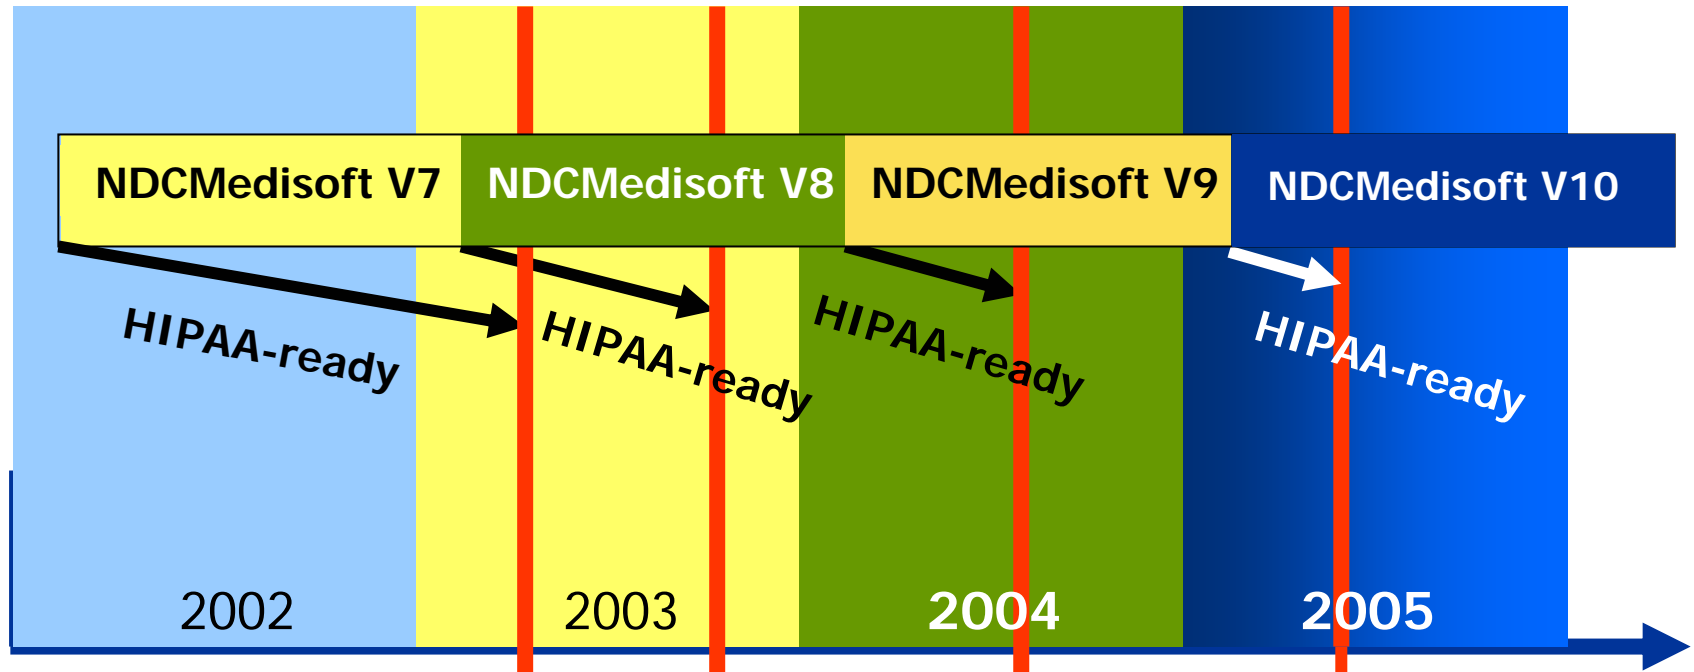 NDCMedisoft V7 NDCMedisoft V8 NDCMedisoft V9 NDCMedisoft V10
HIPAA-ready HIPAA-ready HIPAA-ready HIPAA-ready
2002 2003 2004 2005